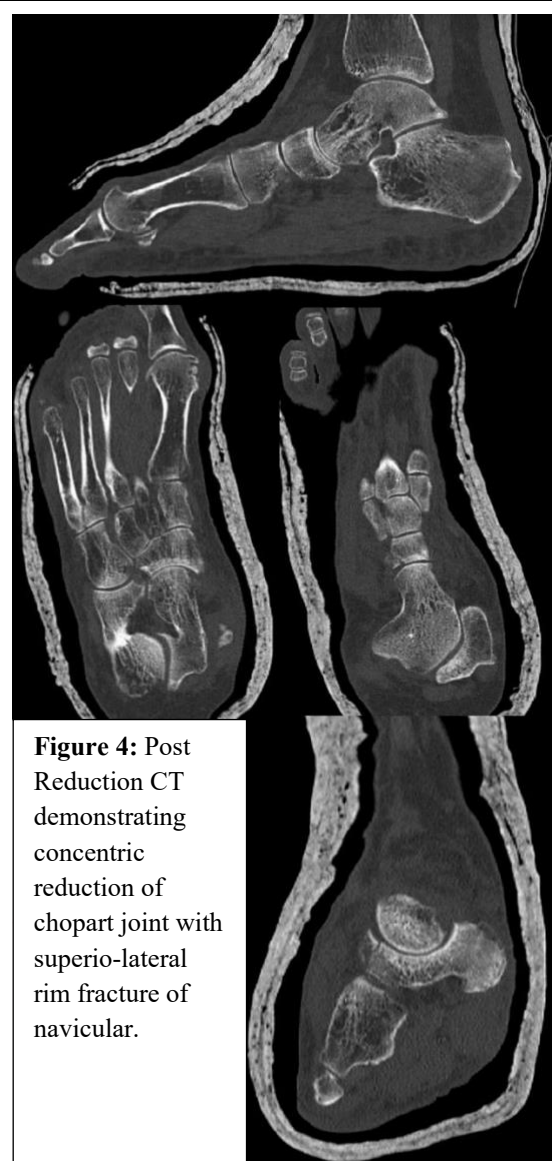 Figure 4: Post
Reduction CT
demonstrating
concentric
reduction of
chopart joint with
superio-lateral
rim fracture of
navicular.